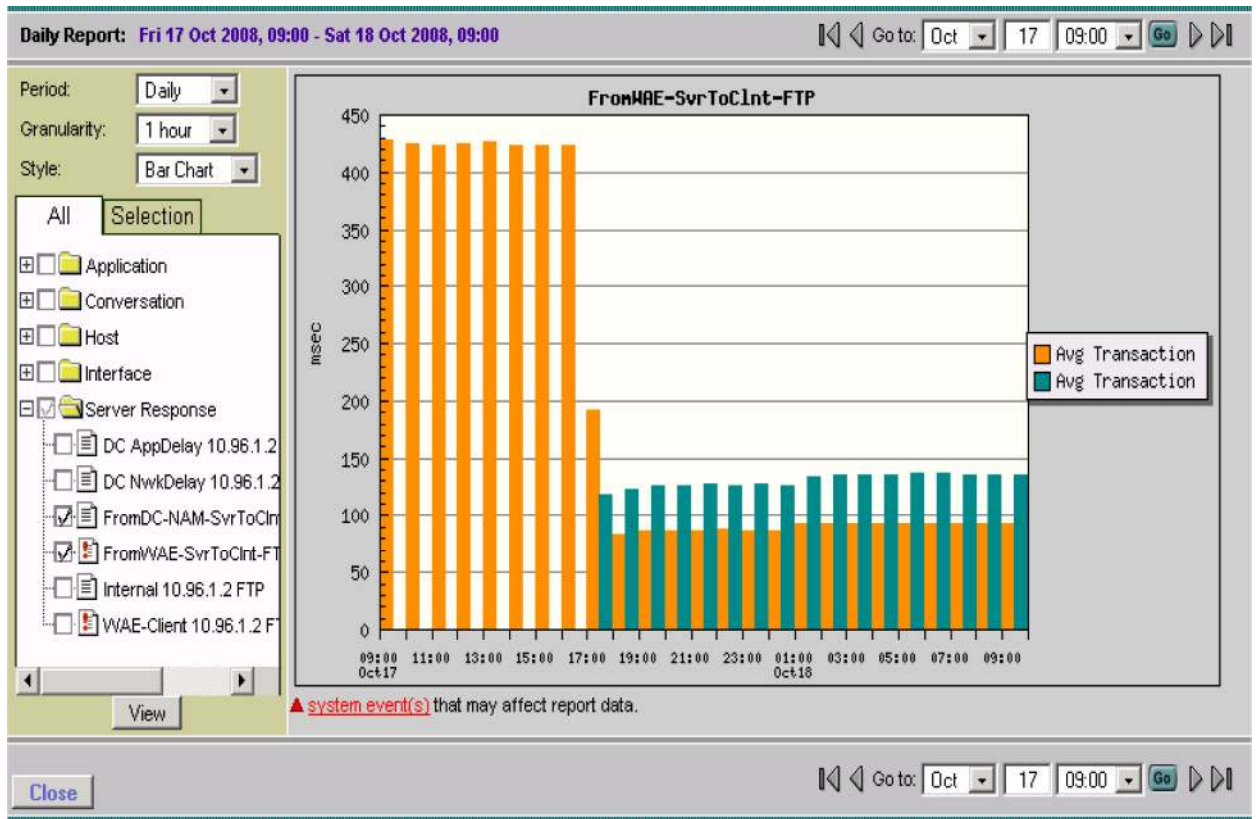 Daily Report: Fri 17 Oct 2008, 09:00 - Sat 18 Oct 2008, 09:00
Go to: Oct 17 09:00 Go
Period: Daily
Granularity: 1 hour
Style: Bar Chart
All Selection
Application
Conversation
Host
Interface
Server Response
DC AppDelay 10.96.1.2
DC NwkDelay 10.96.1.2
FromDC-NAM-SvrToCln
FromWAE-SvrToClnt-FT
Internal 10.96.1.2 FTP
WAE-Client 10.96.1.2 FT
View
FromWAE-SvrToClnt-FTP
450
400
350
300
250
200
150
100
50
0
msec
09:00 11:00 13:00 15:00 17:00 19:00 21:00 23:00 01:00 03:00 05:00 07:00 09:00
Oct17 Oct18
Avg Transaction
Avg Transaction
system event(s) that may affect report data.
Close
Go to: Oct 17 09:00 Go